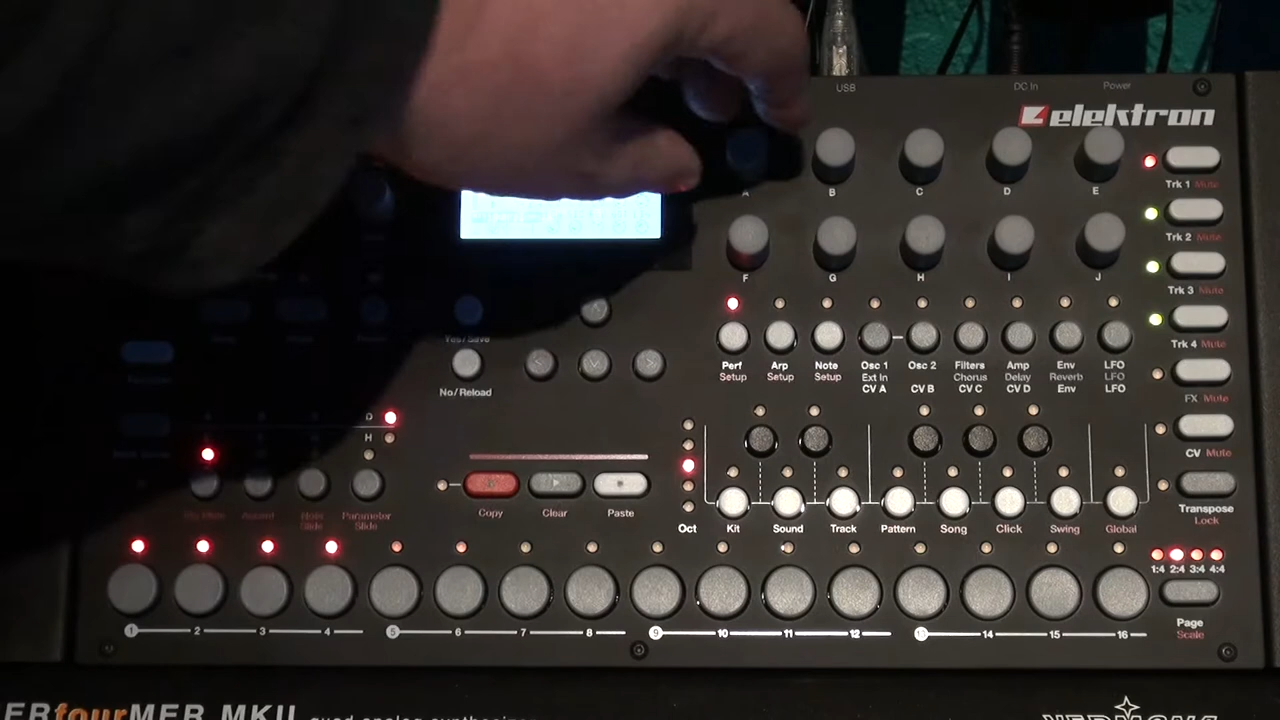 USB DC In Power
elektron
A B C D E
Trk 1 Mute
Trk 2 Mute
F G H I J
Trk 3 Mute
Trk 4 Mute
Yes/Save
No/Reload
Perf Arp Note Osc 1 Osc 2 Filters Amp Env LFO
Setup Setup Setup Ext In Chorus Delay Reverb LFO
CV A CV B CV C CV D Env LFO
FX Mute
CV Mute
H
Copy Clear Paste
Accent Note Slide Parameter Slide
Oct Kit Sound Track Pattern Song Click Swing Global
Transpose
Lock
1:4 2:4 3:4 4:4
1 2 3 4 5 6 7 8 9 10 11 12 13 14 15 16
Page
Scale
ERfourMER MKII quad analog synthesizer